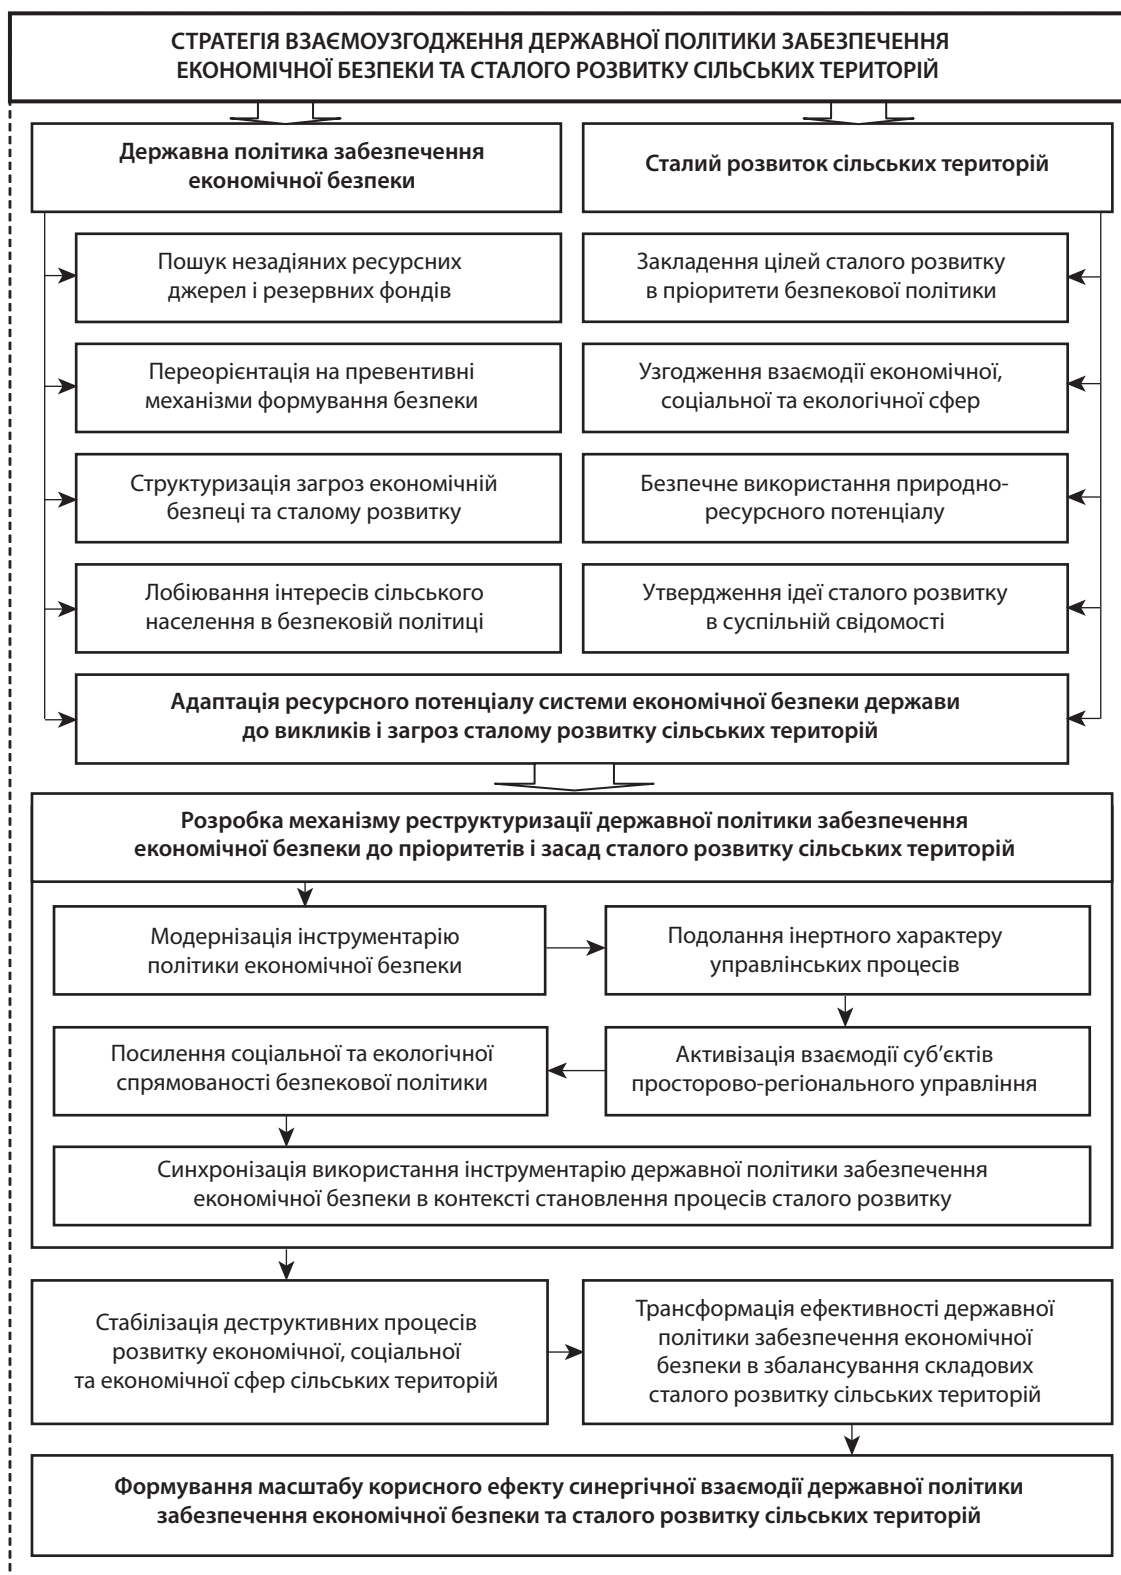 СТРАТЕГІЯ ВЗАЄМОУЗГОДЖЕННЯ ДЕРЖАВНОЇ ПОЛІТИКИ ЗАБЕЗПЕЧЕННЯ
ЕКОНОМІЧНОЇ БЕЗПЕКИ ТА СТАЛОГО РОЗВИТКУ СІЛЬСЬКИХ ТЕРИТОРІЙ
Державна політика забезпечення
економічної безпеки
Сталий розвиток сільських територій
Пошук незадіяних ресурсних
джерел і резервних фондів
Закладення цілей сталого розвитку
в пріоритети безпекової політики
Переорієнтація на превентивні
механізми формування безпеки
Узгодження взаємодії економічної,
соціальної та екологічної сфер
Структуризація загроз економічній
безпеці та сталому розвитку
Безпечне використання природно-
ресурсного потенціалу
Лобіювання інтересів сільського
населення в безпековій політиці
Утвердження ідеї сталого розвитку
в суспільній свідомості
Адаптація ресурсного потенціалу системи економічної безпеки держави
до викликів і загроз сталому розвитку сільських територій
Розробка механізму реструктуризації державної політики забезпечення
економічної безпеки до пріоритетів і засад сталого розвитку сільських територій
Модернізація інструментарію
політики економічної безпеки
Подолання інертного характеру
управлінських процесів
Посилення соціальної та екологічної
спрямованості безпекової політики
Активізація взаємодії суб’єктів
просторово-регіонального управління
Синхронізація використання інструментарію державної політики забезпечення
економічної безпеки в контексті становлення процесів сталого розвитку
Стабілізація деструктивних процесів
розвитку економічної, соціальної
та економічної сфер сільських територій
Трансформація ефективності державної
політики забезпечення економічної
безпеки в збалансування складових
сталого розвитку сільських територій
Формування масштабу корисного ефекту синергічної взаємодії державної політики
забезпечення економічної безпеки та сталого розвитку сільських територій